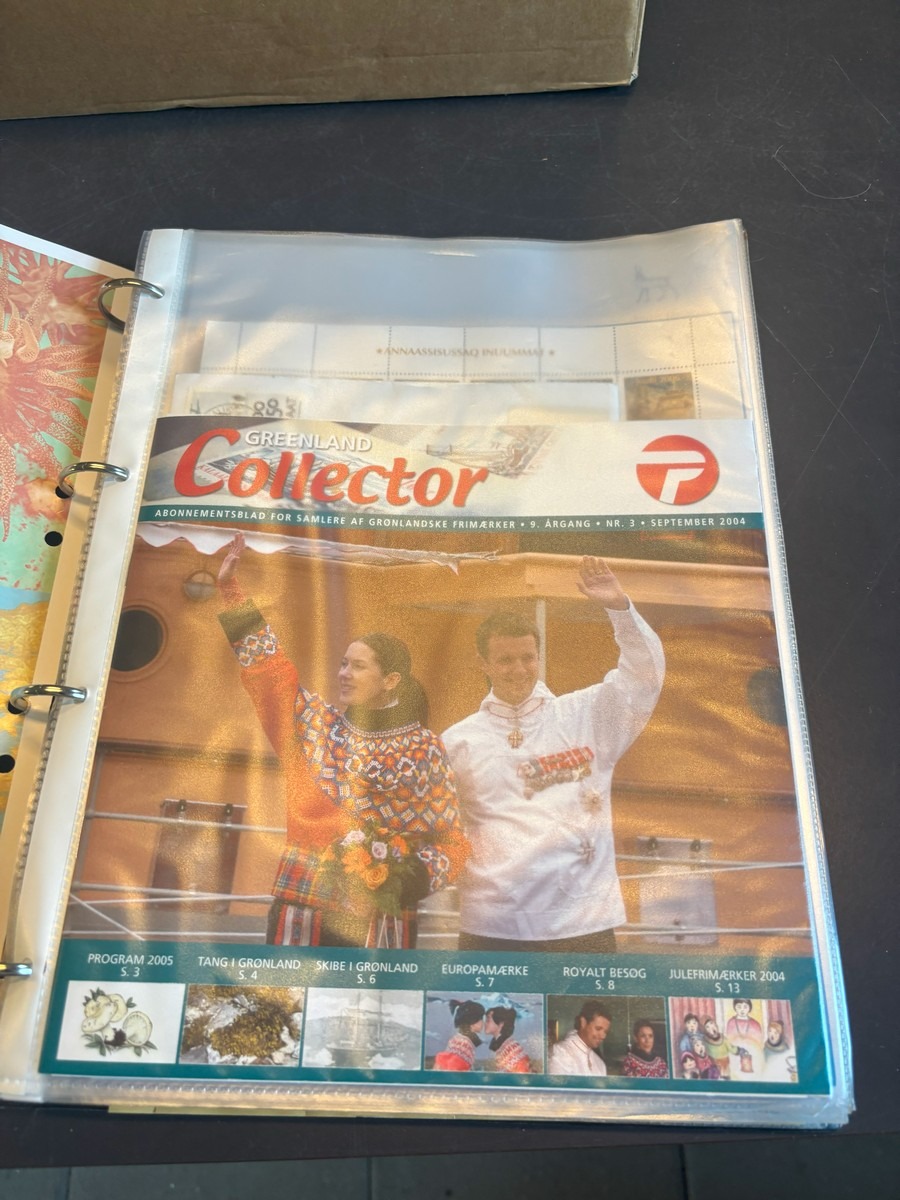 ★ANNAASSISUSSAQ INUUMMAT★
GREENLAND
Collector
ABONNEMENTSBLAD FOR SAMLERE AF GRØNLANDSKE FRIMÆRKER • 9. ÅRGANG • NR. 3 • SEPTEMBER 2004
PROGRAM 2005
S. 3
TANG I GRØNLAND
S. 4
SKIBE I GRØNLAND
S. 6
EUROPAMÆRKE
S. 7
ROYALT BESØG
S. 8
JULEFRIMÆRKER 2004
S. 13